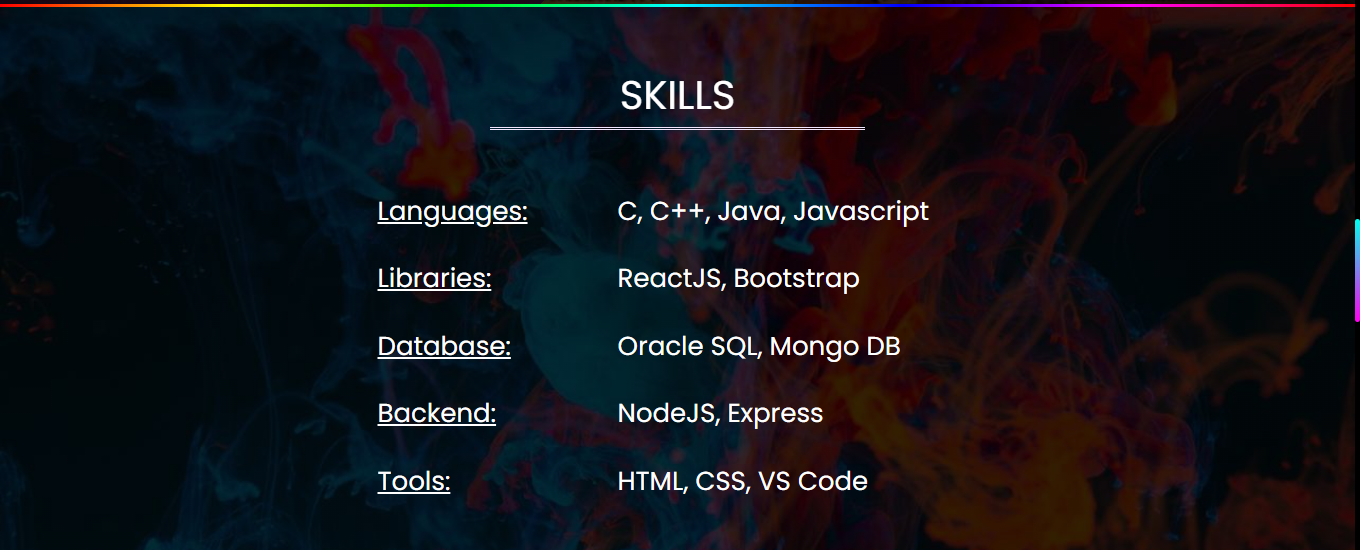 SKILLS
Languages: C, C++, Java, Javascript
Libraries: ReactJS, Bootstrap
Database: Oracle SQL, Mongo DB
Backend: NodeJS, Express
Tools: HTML, CSS, VS Code